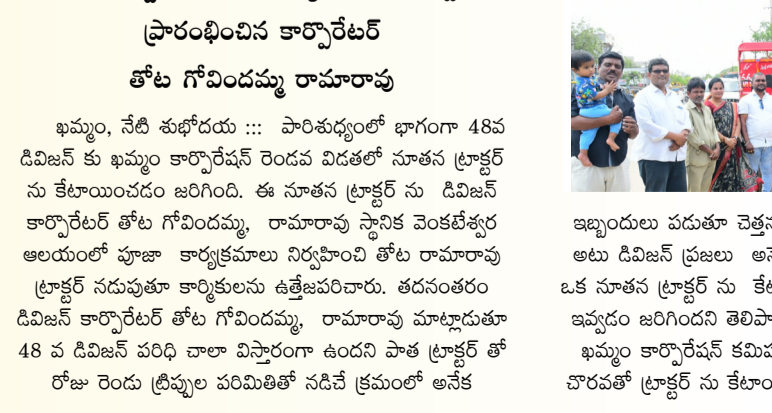 ప్రారంభించిన కార్పొరేటర్
తోట గోవిందమ్మ రామారావు
ఖమ్మం, నేటి శుభోదయ ::: పారిశుధ్యంలో భాగంగా 48వ
డివిజన్ కు ఖమ్మం కార్పొరేషన్ రెండవ విడతలో నూతన ట్రాక్టర్
ను కేటాయించడం జరిగింది. ఈ నూతన ట్రాక్టర్ ను డివిజన్
కార్పొరేటర్ తోట గోవిందమ్మ, రామారావు స్థానిక వెంకటేశ్వర
ఆలయంలో పూజా కార్యక్రమాలు నిర్వహించి తోట రామారావు
ట్రాక్టర్ నడుపుతూ కార్మికులను ఉత్తేజపరిచారు. తదనంతరం
డివిజన్ కార్పొరేటర్ తోట గోవిందమ్మ, రామారావు మాట్లాడుతూ
48 వ డివిజన్ పరిధి చాలా విస్తారంగా ఉందని పాత ట్రాక్టర్ తో
రోజు రెండు ట్రిప్పుల పరిమితితో నడిచే క్రమంలో అనేక
ఇబ్బందులు పడుతూ
అటు డివిజన్ ప్రజలు
ఒక నూతన ట్రాక్టర్ ను
ఇవ్వడం జరిగిందని
ఖమ్మం కార్పొరేషన్
చొరవతో ట్రాక్టర్ ను